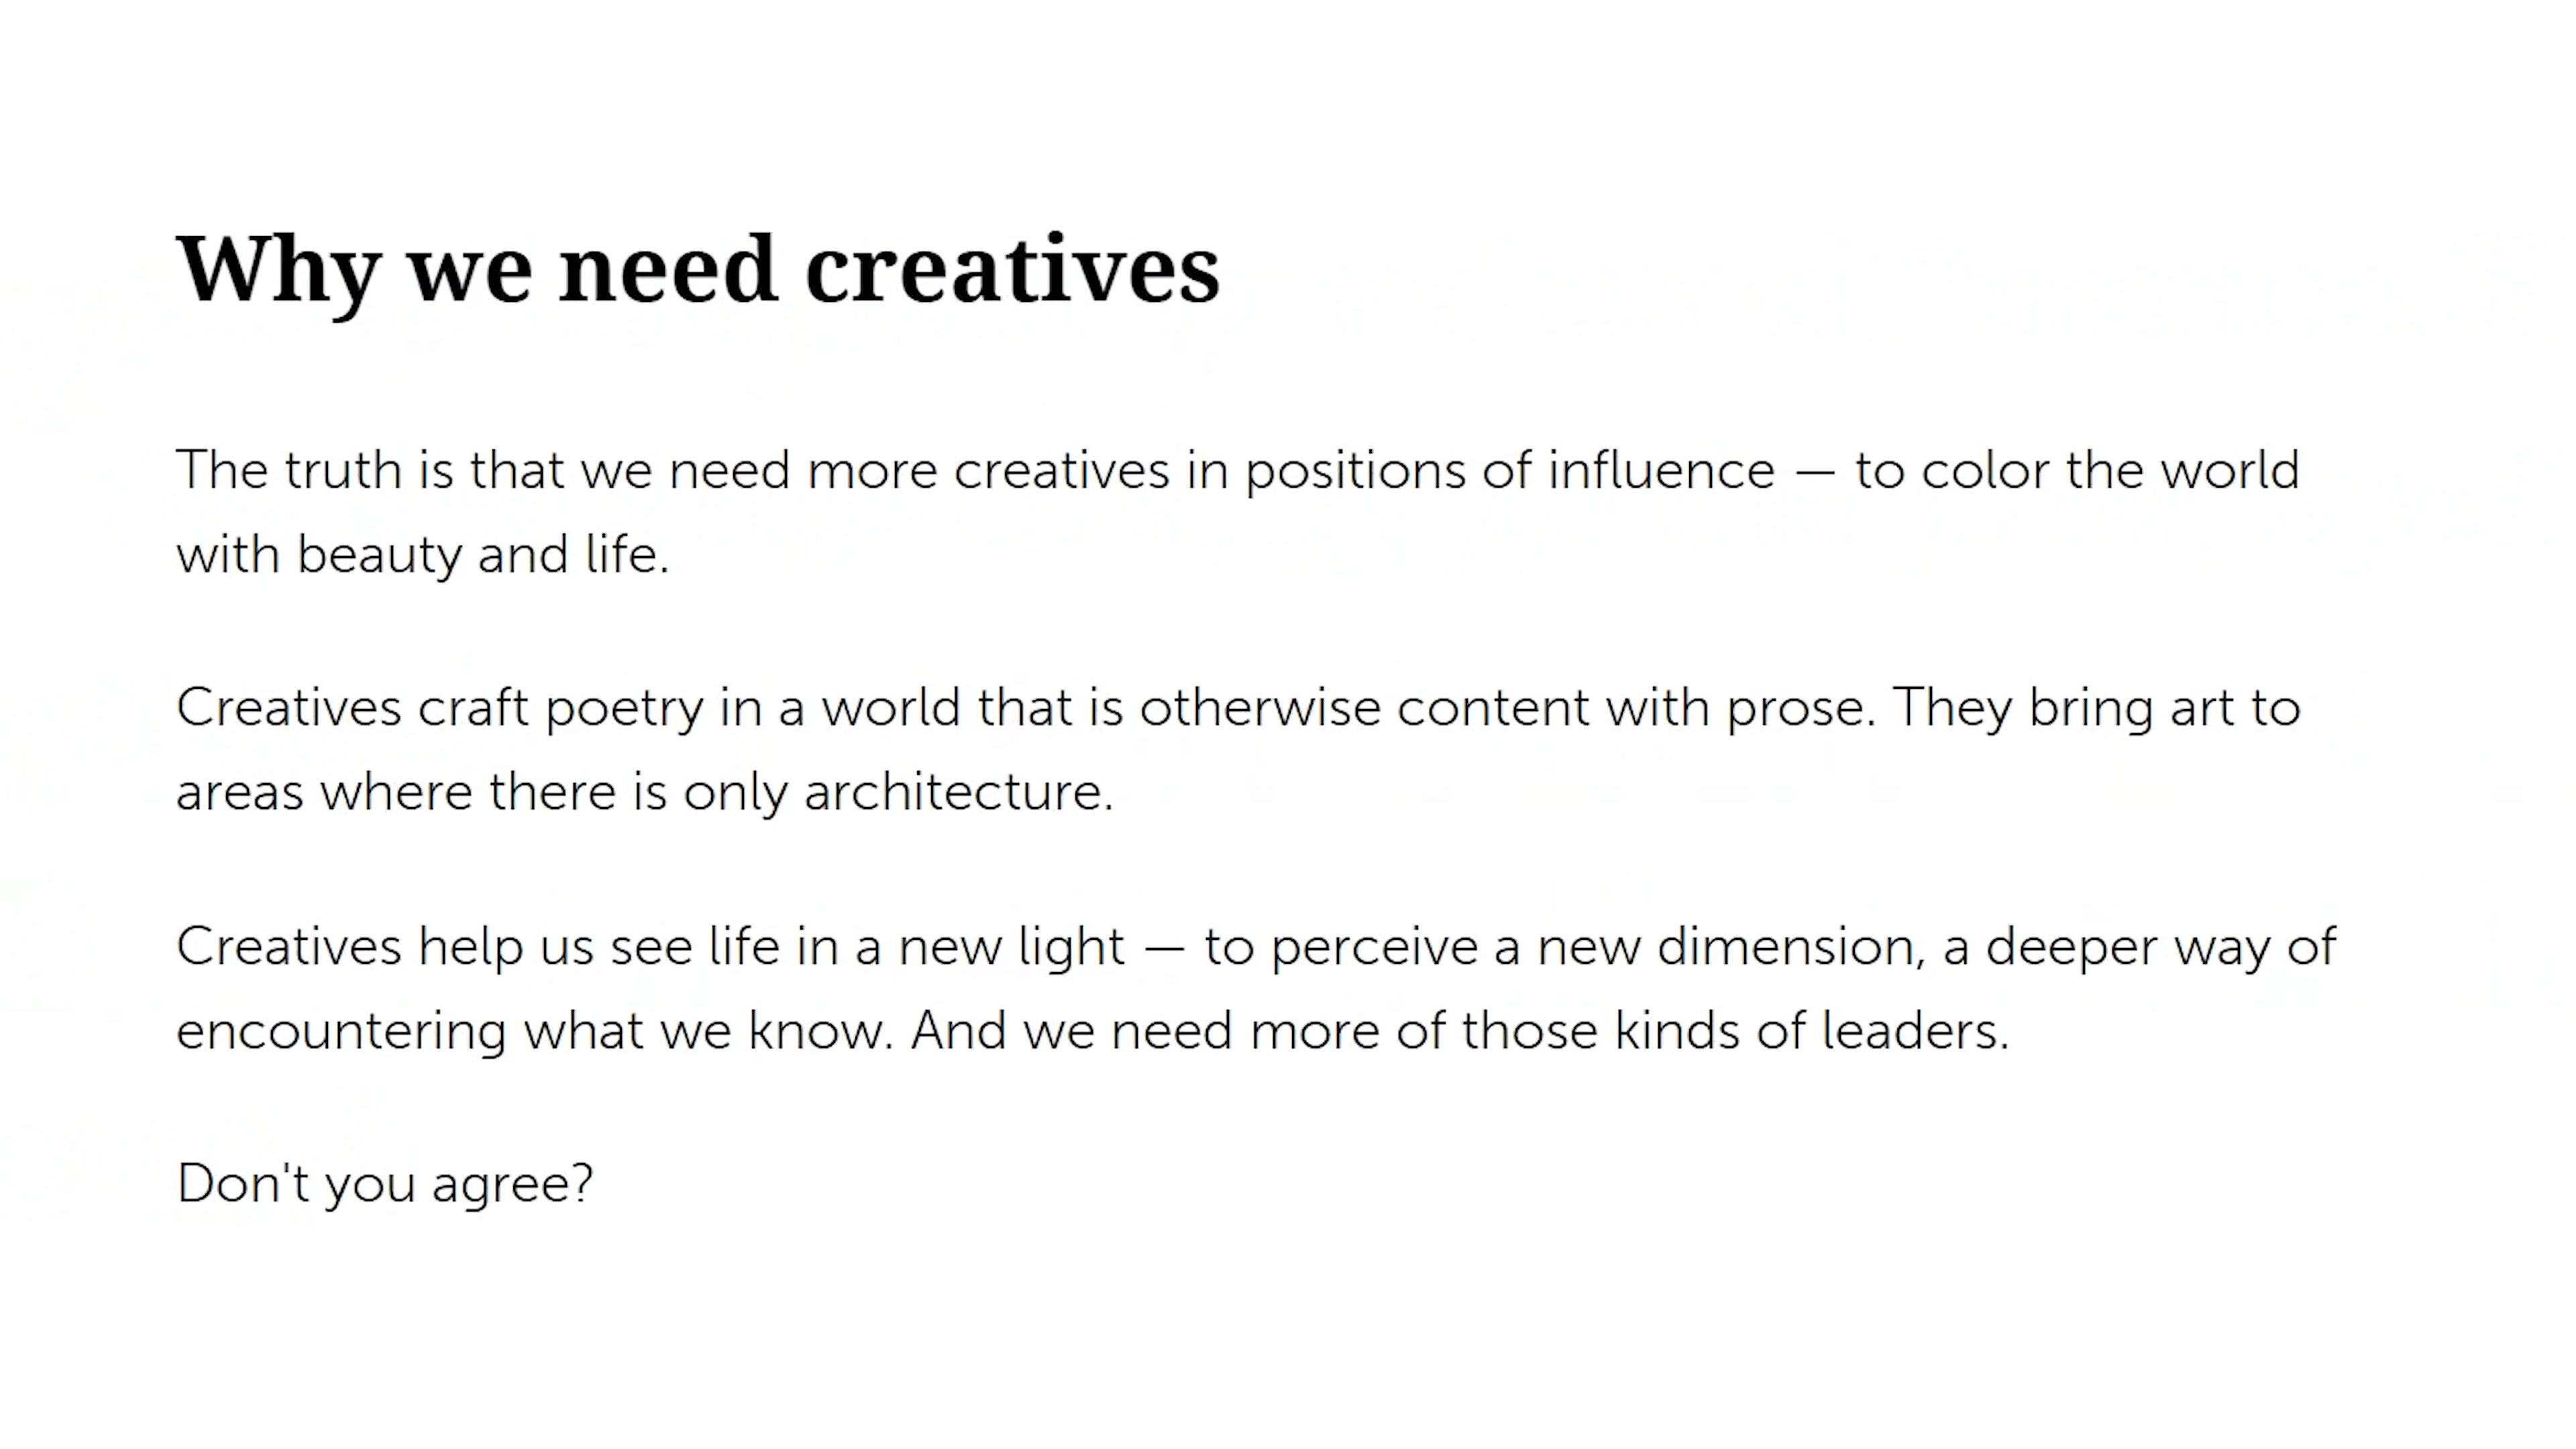 Why we need creatives
The truth is that we need more creatives in positions of influence — to color the world
with beauty and life.
Creatives craft poetry in a world that is otherwise content with prose. They bring art to
areas where there is only architecture.
Creatives help us see life in a new light — to perceive a new dimension, a deeper way of
encountering what we know. And we need more of those kinds of leaders.
Don't you agree?